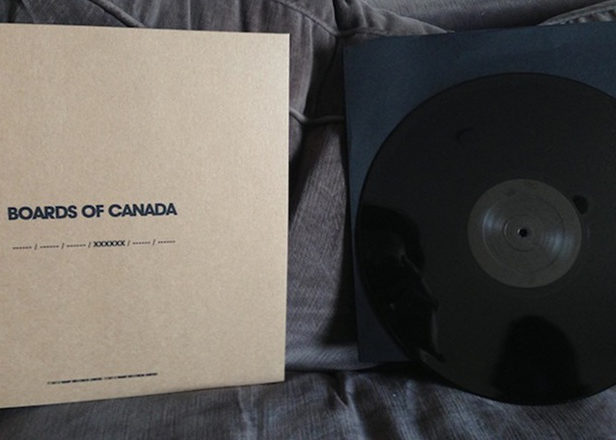 BOARDS OF CANADA
------ / ------ / ------ / XXXXXX / ------ / ------